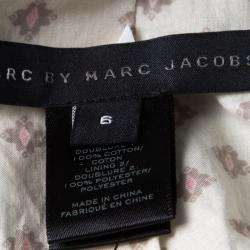 RC BY MARC JACOBS
6
DOUBLURE 1/
100% COTTON/
COTON
LINING 2/
DOUBLURE 2/
100% POLYESTER/
POLYESTER
MADE IN CHINA/
FABRIQUÉ EN CHINE